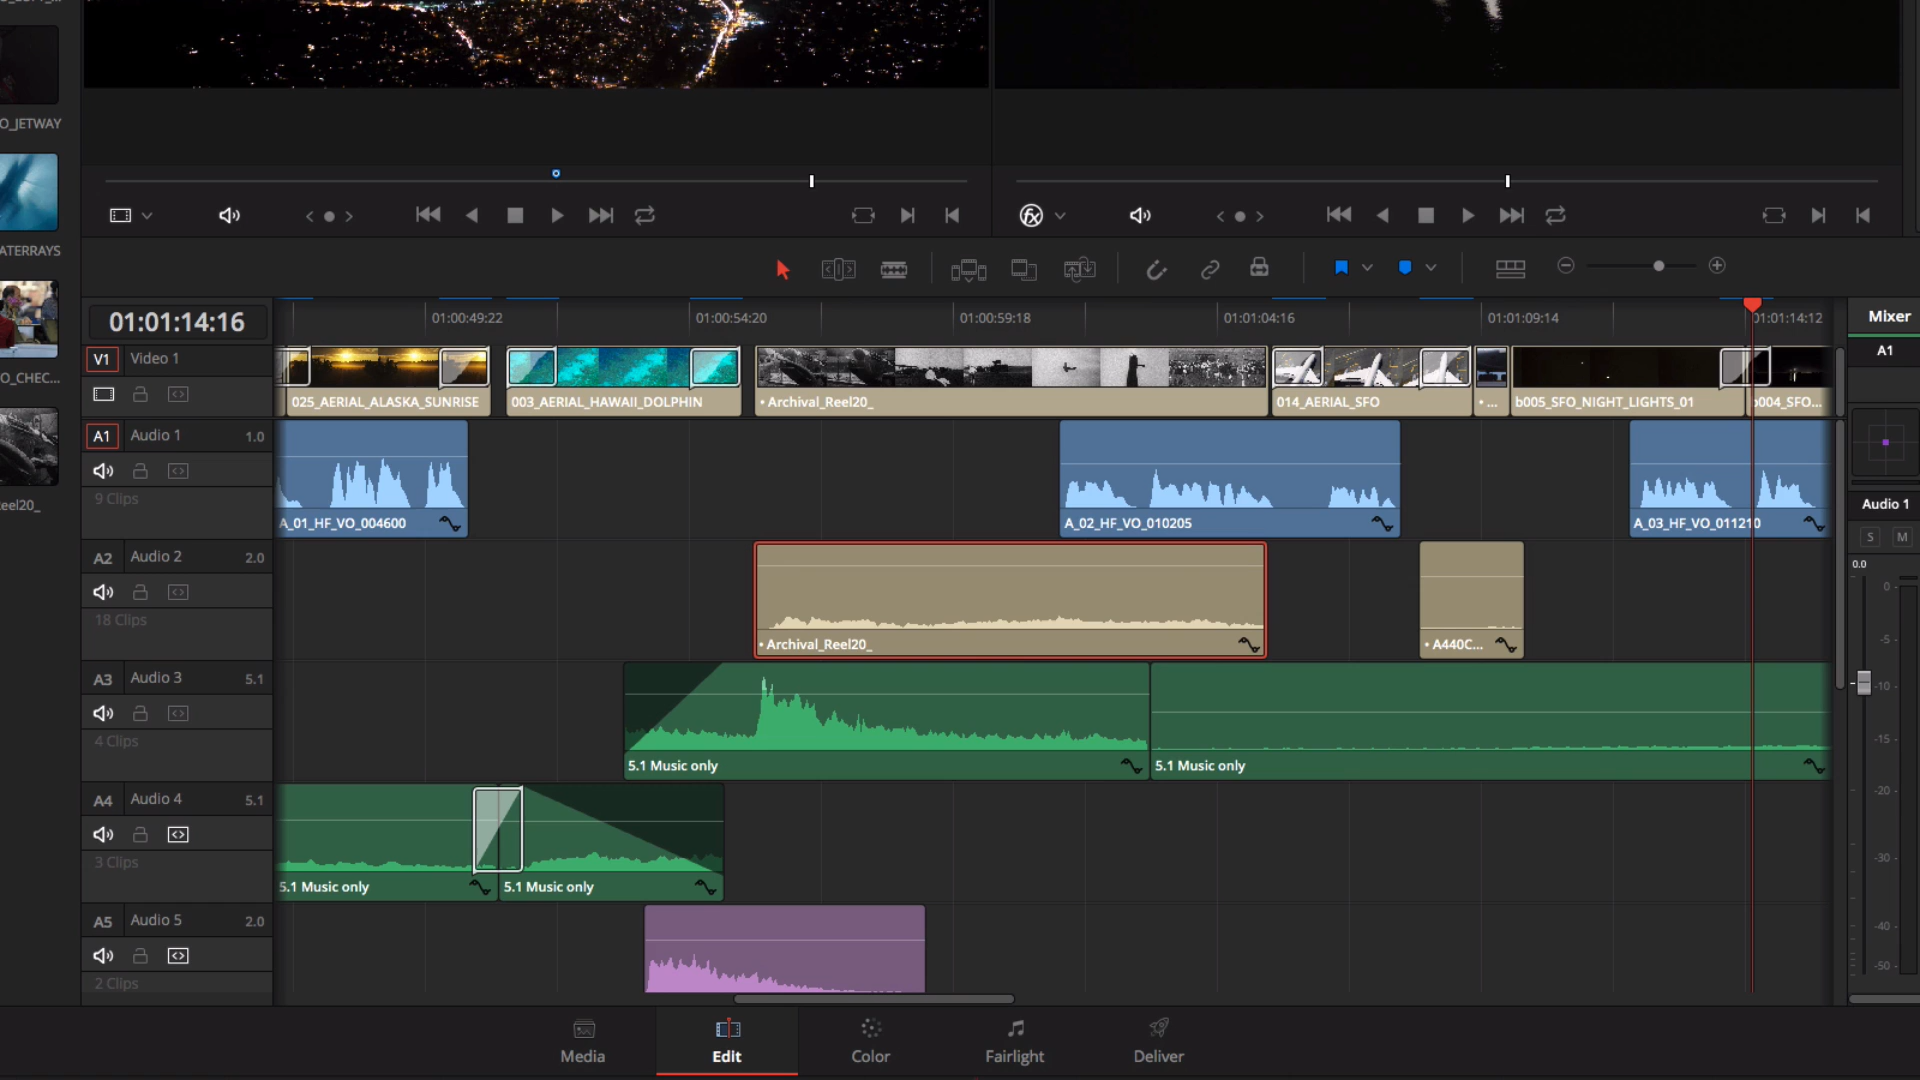 O_JETWAY
ATERRAYS
O_CHEC...
eel20_
01:01:14:16
01:00:49:22
01:00:54:20
01:00:59:18
01:01:04:16
01:01:09:14
01:01:14:12
V1 Video 1
025_AERIAL_ALASKA_SUNRISE
003_AERIAL_HAWAII_DOLPHIN
• Archival_Reel20_
014_AERIAL_SFO
• ...
b005_SFO_NIGHT_LIGHTS_01
b004_SFO...
A1 Audio 1 1.0
9 Clips
A_01_HF_VO_004600
A_02_HF_VO_010205
A_03_HF_VO_011210
A2 Audio 2 2.0
18 Clips
• Archival_Reel20_
• A440C...
A3 Audio 3 5.1
4 Clips
5.1 Music only
5.1 Music only
A4 Audio 4 5.1
3 Clips
5.1 Music only
5.1 Music only
A5 Audio 5 2.0
2 Clips
Mixer
A1
Audio 1
S M
0.0
0
-5
-10
-15
-20
-30
-40
-50
Media
Edit
Color
Fairlight
Deliver